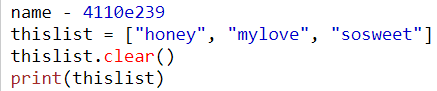 name - 4110e239
thislist = ["honey", "mylove", "sosweet"]
thislist.clear()
print(thislist)